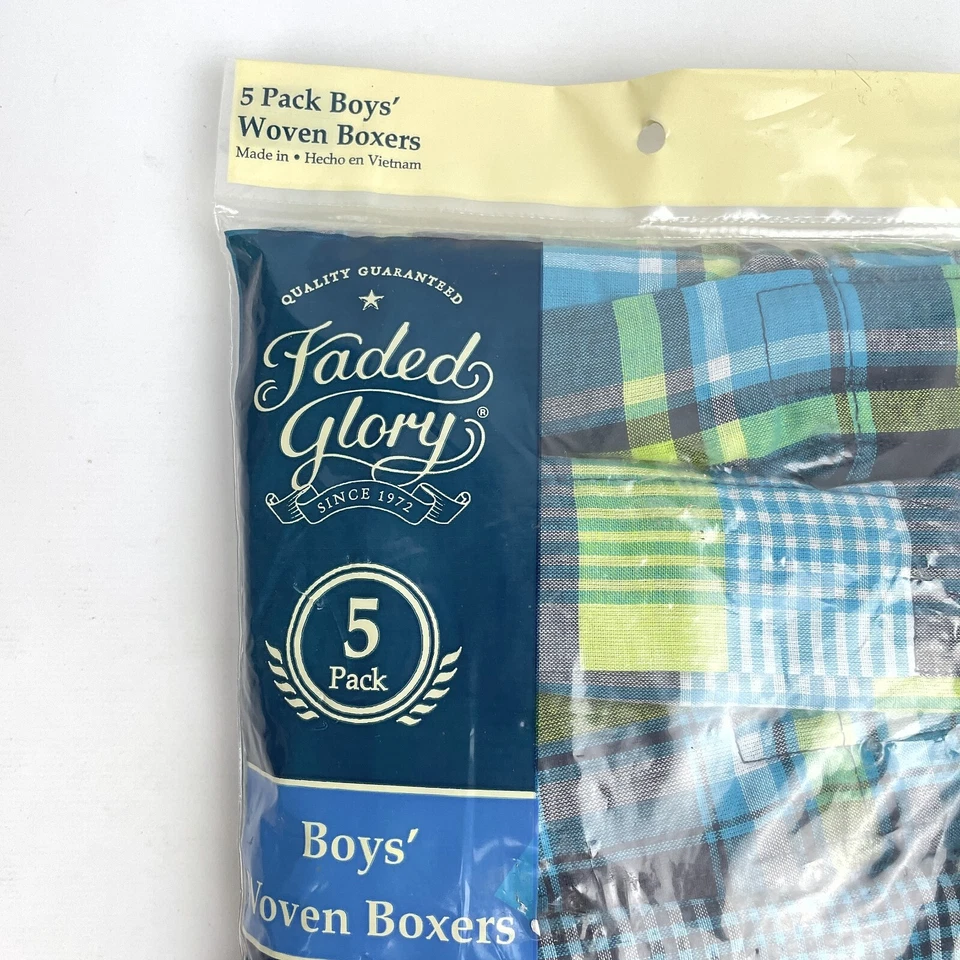 5 Pack Boys'
Woven Boxers
Made in • Hecho en Vietnam
QUALITY GUARANTEED
Faded
Glory®
SINCE 1972
5
Pack
Boys'
Woven Boxers